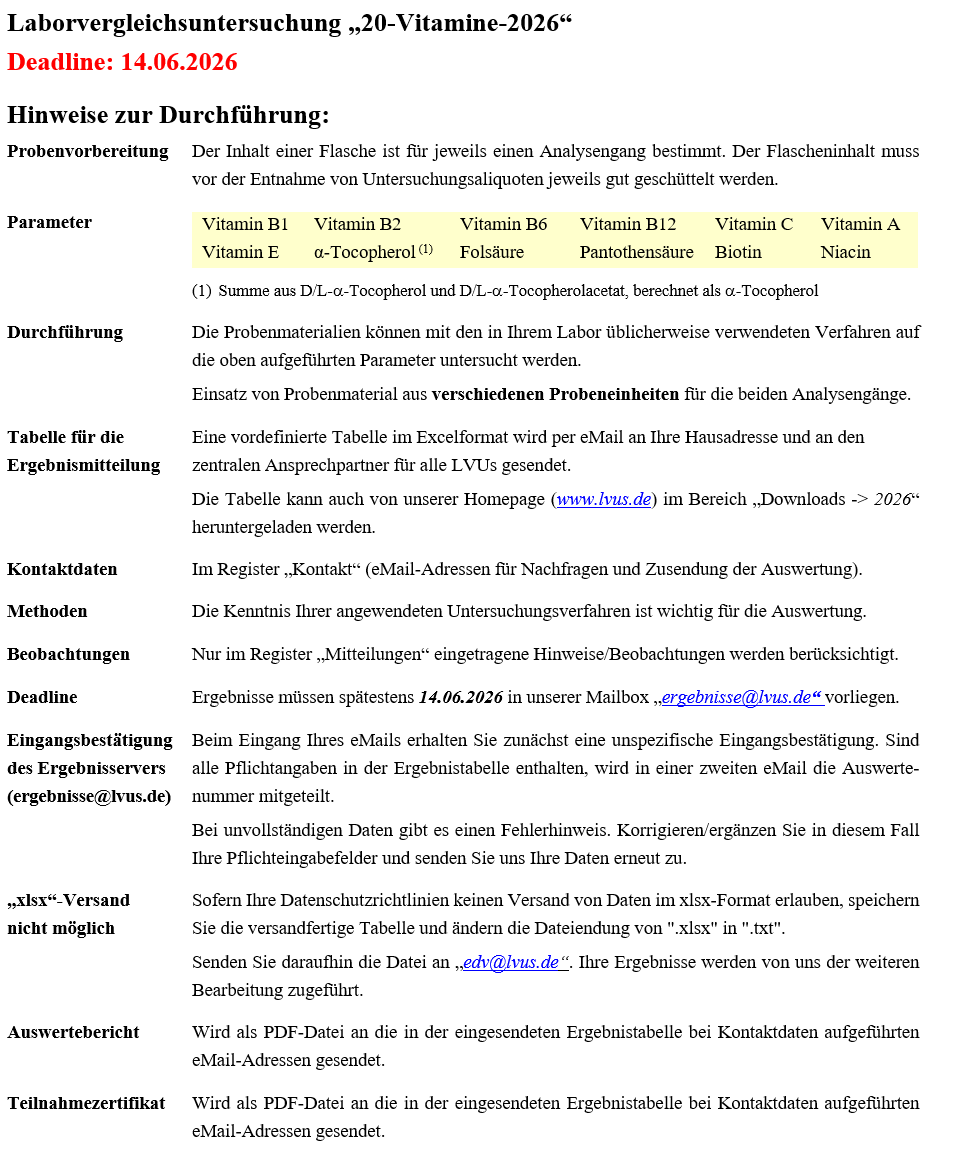 Laborvergleichsuntersuchung „20-Vitamine-2026“
Deadline: 14.06.2026
Hinweise zur Durchführung:
Probenvorbereitung Der Inhalt einer Flasche ist für jeweils einen Analysengang bestimmt. Der Flascheninhalt muss
vor der Entnahme von Untersuchungsaliquoten jeweils gut geschüttelt werden.
Parameter Vitamin B1 Vitamin B2 Vitamin B6 Vitamin B12 Vitamin C Vitamin A
Vitamin E α-Tocopherol (1) Folsäure Pantothensäure Biotin Niacin
(1) Summe aus D/L-α-Tocopherol und D/L-α-Tocopherolacetat, berechnet als α-Tocopherol
Durchführung Die Probenmaterialien können mit den in Ihrem Labor üblicherweise verwendeten Verfahren auf
die oben aufgeführten Parameter untersucht werden.
Einsatz von Probenmaterial aus verschiedenen Probeneinheiten für die beiden Analysengänge.
Tabelle für die Eine vordefinierte Tabelle im Excelformat wird per eMail an Ihre Hausadresse und an den
Ergebnismitteilung zentralen Ansprechpartner für alle LVUs gesendet.
Die Tabelle kann auch von unserer Homepage (www.lvus.de) im Bereich „Downloads -> 2026“
heruntergeladen werden.
Kontaktdaten Im Register „Kontakt“ (eMail-Adressen für Nachfragen und Zusendung der Auswertung).
Methoden Die Kenntnis Ihrer angewendeten Untersuchungsverfahren ist wichtig für die Auswertung.
Beobachtungen Nur im Register „Mitteilungen“ eingetragene Hinweise/Beobachtungen werden berücksichtigt.
Deadline Ergebnisse müssen spätestens 14.06.2026 in unserer Mailbox „ergebnisse@lvus.de“ vorliegen.
Eingangsbestätigung Beim Eingang Ihres eMails erhalten Sie zunächst eine unspezifische Eingangsbestätigung. Sind
des Ergebnisservers alle Pflichtangaben in der Ergebnistabelle enthalten, wird in einer zweiten eMail die Auswerte-
(ergebnisse@lvus.de) nummer mitgeteilt.
Bei unvollständigen Daten gibt es einen Fehlerhinweis. Korrigieren/ergänzen Sie in diesem Fall
Ihre Pflichteingabefelder und senden Sie uns Ihre Daten erneut zu.
„xlsx“-Versand Sofern Ihre Datenschutzrichtlinien keinen Versand von Daten im xlsx-Format erlauben, speichern
nicht möglich Sie die versandfertige Tabelle und ändern die Dateiendung von ".xlsx" in ".txt".
Senden Sie daraufhin die Datei an „edv@lvus.de“. Ihre Ergebnisse werden von uns der weiteren
Bearbeitung zugeführt.
Auswertebericht Wird als PDF-Datei an die in der eingesendeten Ergebnistabelle bei Kontaktdaten aufgeführten
eMail-Adressen gesendet.
Teilnahmezertifikat Wird als PDF-Datei an die in der eingesendeten Ergebnistabelle bei Kontaktdaten aufgeführten
eMail-Adressen gesendet.